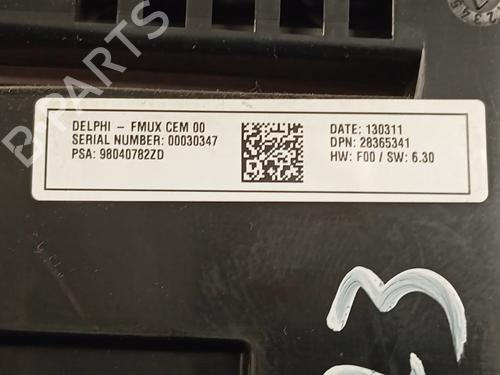 DELPHI - FMUX CEM 00
SERIAL NUMBER: 00030347
PSA: 98040782ZD
DATE: 130311
DPN: 28365341
HW: F00 / SW: 6.30
B-PARTS
3